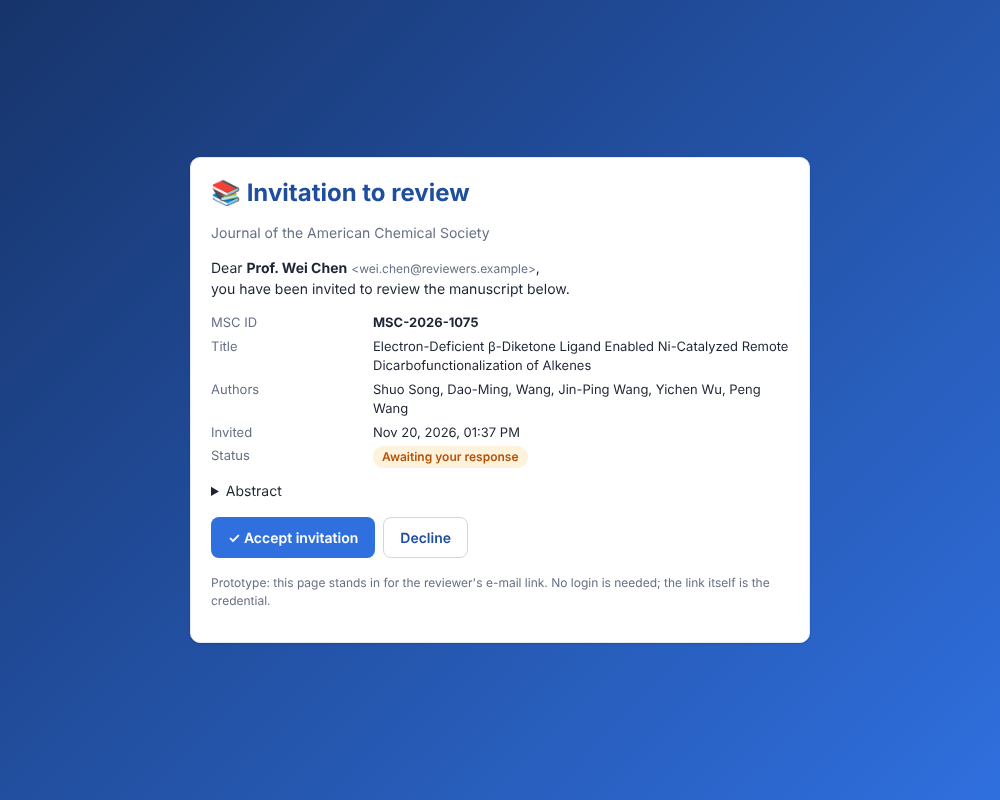 📚 Invitation to review
Journal of the American Chemical Society
Dear Prof. Wei Chen <wei.chen@reviewers.example>,
you have been invited to review the manuscript below.
MSC ID MSC-2026-1075
Title Electron-Deficient β-Diketone Ligand Enabled Ni-Catalyzed Remote
Dicarbofunctionalization of Alkenes
Authors Shuo Song, Dao-Ming, Wang, Jin-Ping Wang, Yichen Wu, Peng
Wang
Invited Nov 20, 2026, 01:37 PM
Status Awaiting your response
▶ Abstract
✓ Accept invitation Decline
Prototype: this page stands in for the reviewer's e-mail link. No login is needed; the link itself is the
credential.